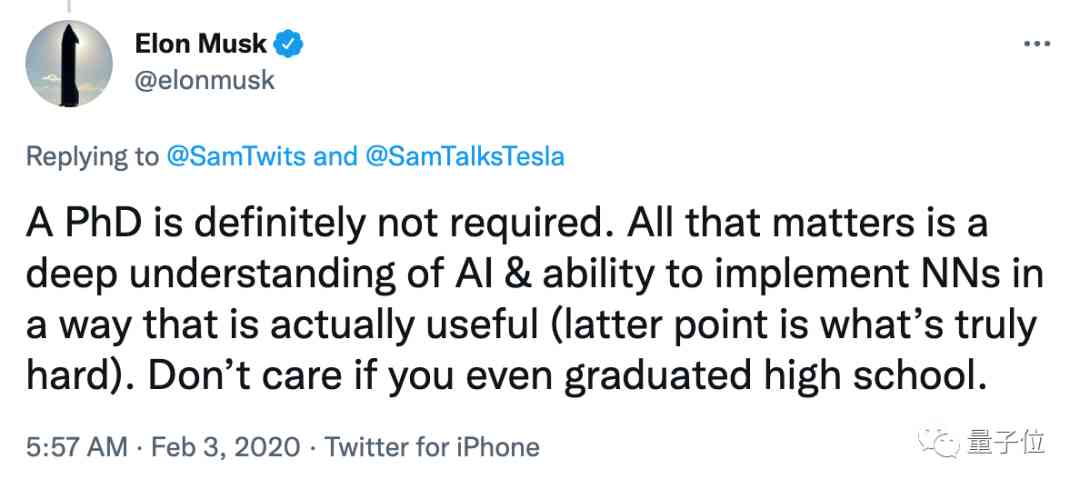 Elon Musk
@elonmusk
Replying to @SamTwits and @SamTalksTesla
A PhD is definitely not required. All that matters is a
deep understanding of AI & ability to implement NNs in
a way that is actually useful (latter point is what’s truly
hard). Don’t care if you even graduated high school.
5:57 AM · Feb 3, 2020 · Twitter for iPhone
量子位